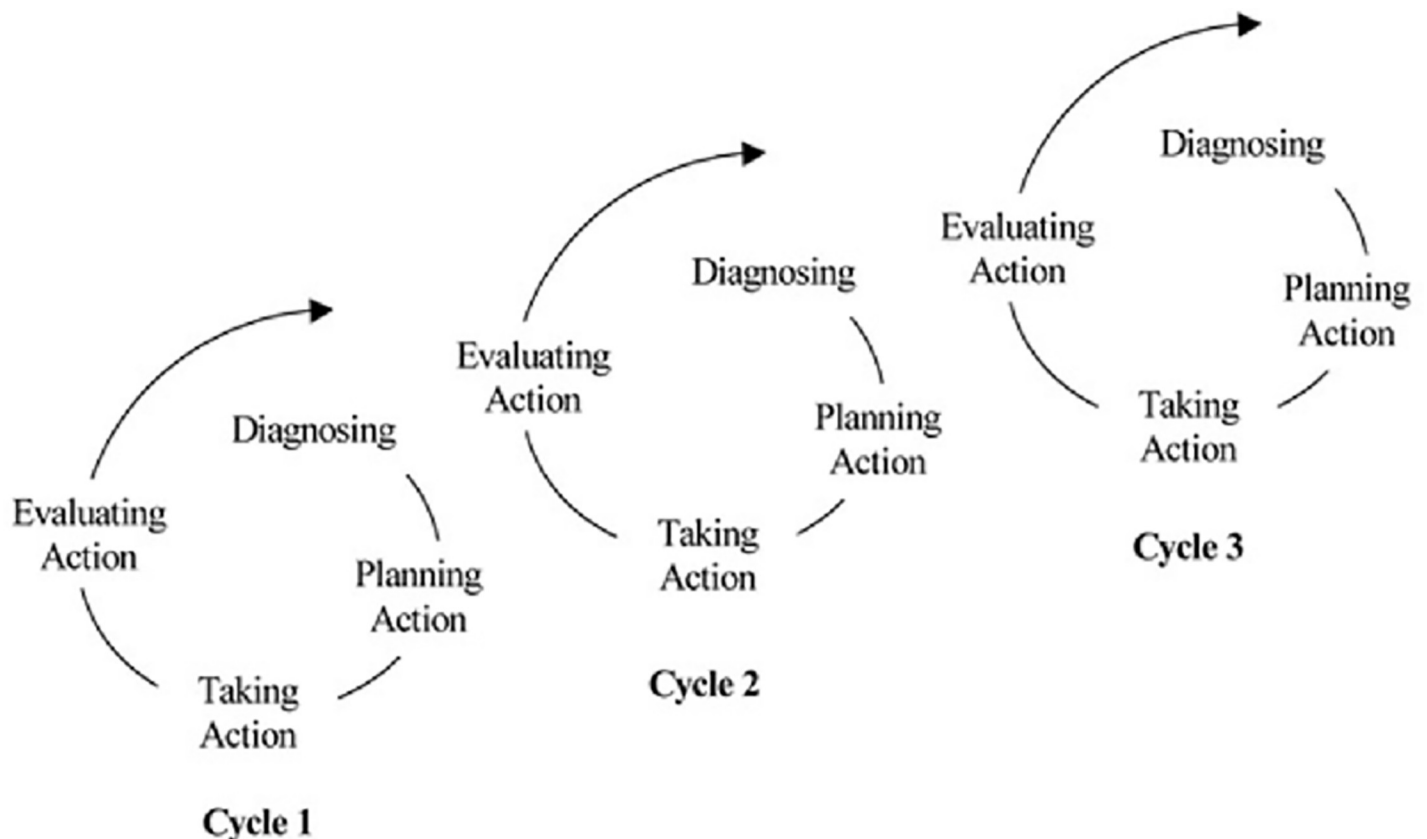 Diagnosing
Planning
Action
Taking
Action
Evaluating
Action
Cycle 1
Diagnosing
Planning
Action
Taking
Action
Evaluating
Action
Cycle 2
Diagnosing
Planning
Action
Taking
Action
Evaluating
Action
Cycle 3